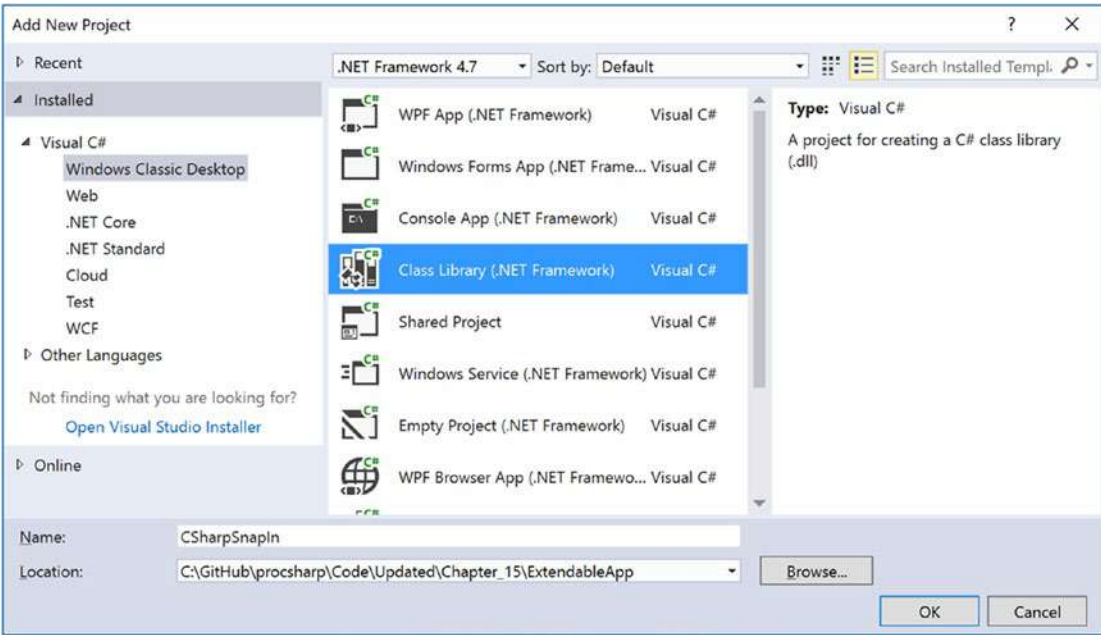 Add New Project
? ×
Recent
.NET Framework 4.7
Sort by: Default
Search Installed Templ
Installed
Visual C#
Windows Classic Desktop
Web
.NET Core
.NET Standard
Cloud
Test
WCF
Other Languages
Not finding what you are looking for?
Open Visual Studio Installer
Online
WPF App (.NET Framework) Visual C#
Windows Forms App (.NET Frame... Visual C#
Console App (.NET Framework) Visual C#
Class Library (.NET Framework) Visual C#
Shared Project Visual C#
Windows Service (.NET Framework) Visual C#
Empty Project (.NET Framework) Visual C#
WPF Browser App (.NET Framewo... Visual C#
Type: Visual C#
A project for creating a C# class library
(.dll)
Name: CSharpSnapIn
Location: C:\GitHub\procsharp\Code\Updated\Chapter_15\ExtendableApp
Browse...
OK Cancel